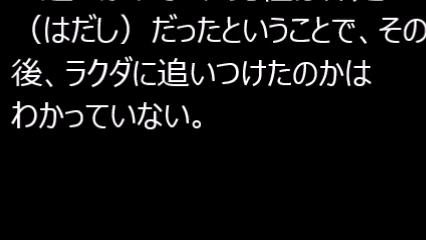 （はだし）だったということで、その
後、ラクダに追いつけたのかは
わかっていない。